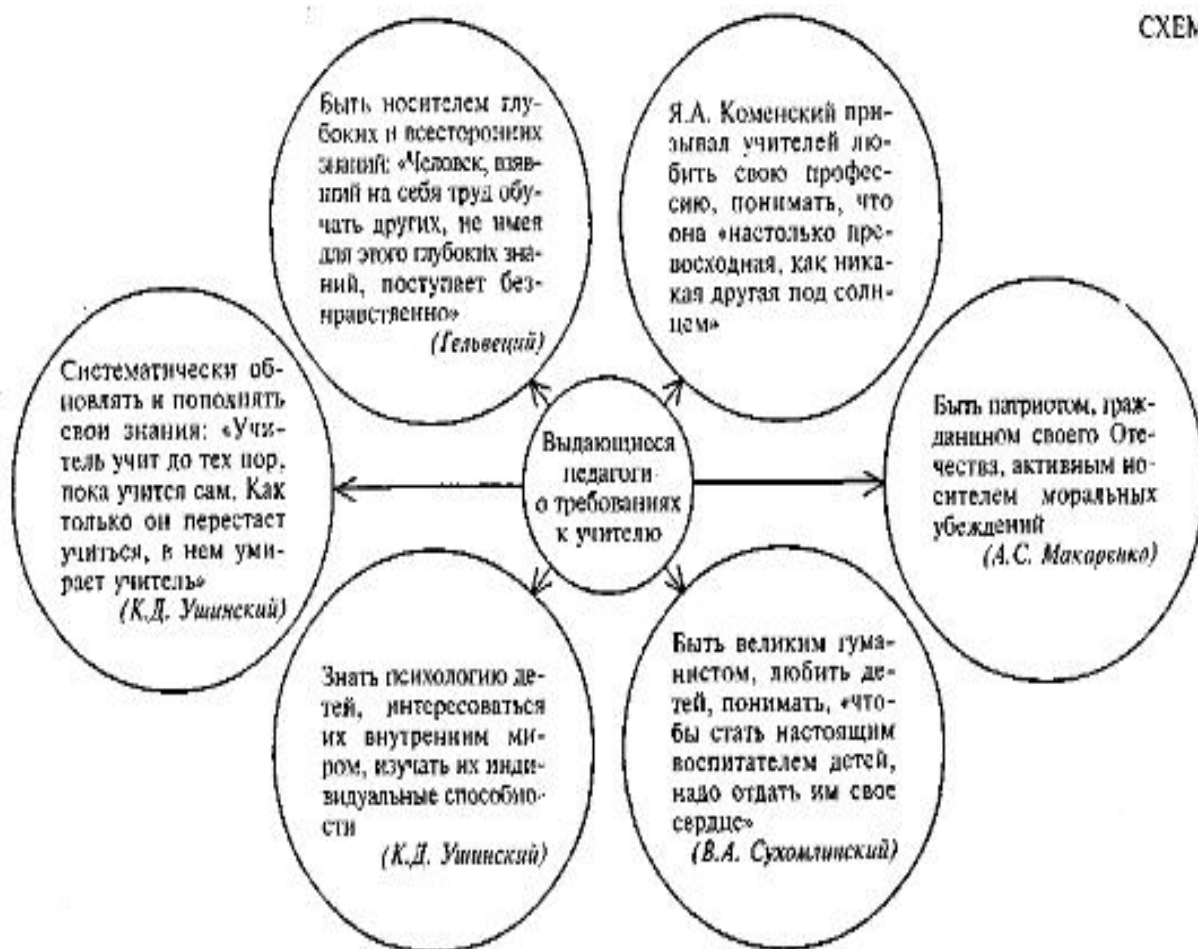 СХЕМ
Быть носителем глу-
боких и всесторонних
знаний: «Человек, взяв-
ший на себя труд обу-
чать других, не имея
для этого глубоких зна-
ний, поступает без-
нравственно»
(Гельвеций)
Я.А. Коменский при-
зывал учителей лю-
бить свою профес-
сию, понимать, что
она «настолько пре-
восходная, как ника-
кая другая под солн-
цем»
Систематически об-
новлять и пополнять
свои знания: «Учи-
тель учит до тех пор,
пока учится сам. Как
только он перестает
учиться, в нем уми-
рает учитель»
(К.Д. Ушинский)
Выдающиеся
педагоги
о требованиях
к учителю
Быть патриотом, граж-
данином своего Оте-
чества, активным но-
сителем моральных
убеждений
(А.С. Макаренко)
Знать психологию де-
тей, интересоваться
их внутренним ми-
ром, изучать их инди-
видуальные способно-
сти
(К.Д. Ушинский)
Быть великим гума-
нистом, любить де-
тей, понимать, «что-
бы стать настоящим
воспитателем детей,
надо отдать им свое
сердце»
(В.А. Сухомлинский)